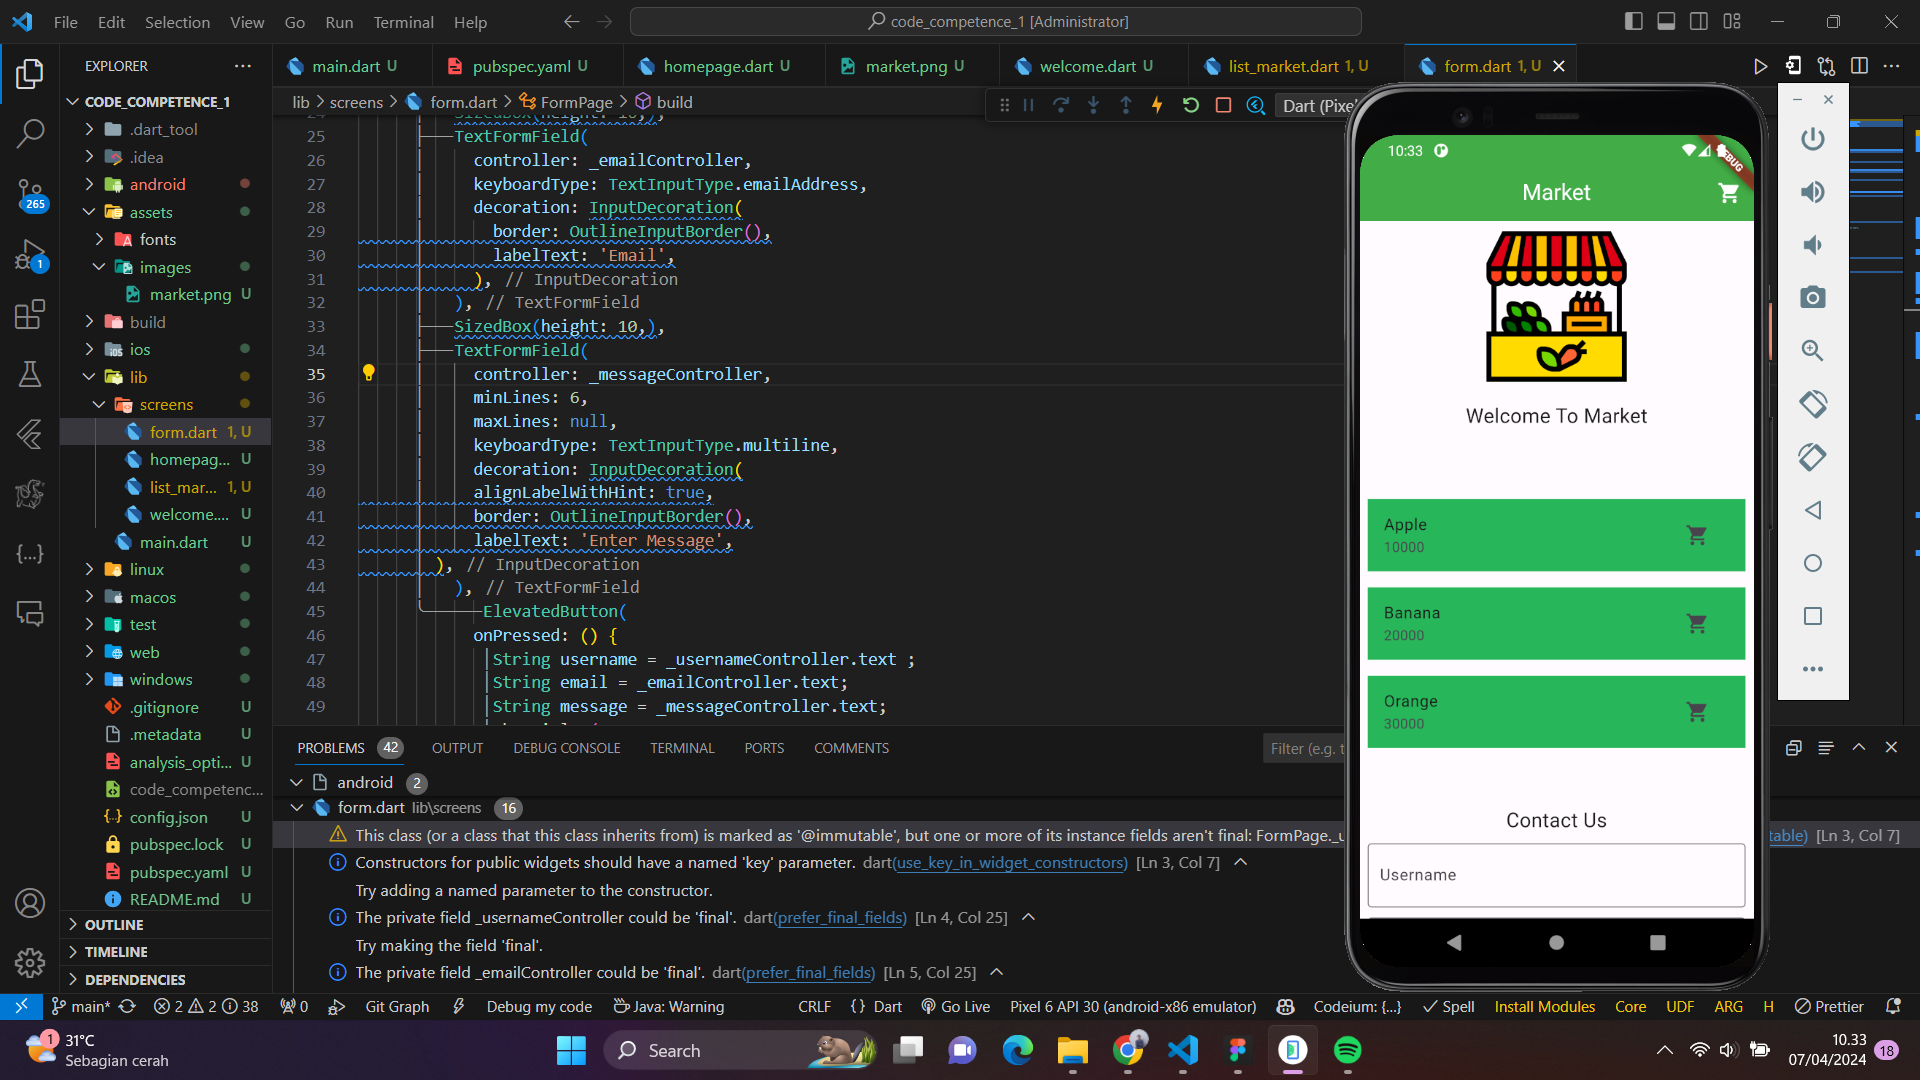 File Edit Selection View Go Run Terminal Help
code_competence_1 [Administrator]
EXPLORER
main.dart U
pubspec.yaml U
homepage.dart U
market.png U
welcome.dart U
list_market.dart 1, U
form.dart 1, U
lib > screens > form.dart > FormPage > build
Dart (Pixel
CODE_COMPETENCE_1
.dart_tool
.idea
android
assets
fonts
images
market.png U
build
ios
lib
screens
form.dart 1, U
homepag... U
list_mar... 1, U
welcome.... U
main.dart U
linux
macos
test
web
windows
.gitignore U
.metadata U
analysis_opti... U
code_competenc...
config.json U
pubspec.lock U
pubspec.yaml U
README.md U
OUTLINE
TIMELINE
DEPENDENCIES
265
1
25 TextFormField(
26 controller: _emailController,
27 keyboardType: TextInputType.emailAddress,
28 decoration: InputDecoration(
29 border: OutlineInputBorder(),
30 labelText: 'Email',
31 ), // InputDecoration
32 ), // TextFormField
33 SizedBox(height: 10,),
34 TextFormField(
35 controller: _messageController,
36 minLines: 6,
37 maxLines: null,
38 keyboardType: TextInputType.multiline,
39 decoration: InputDecoration(
40 alignLabelWithHint: true,
41 border: OutlineInputBorder(),
42 labelText: 'Enter Message',
43 ), // InputDecoration
44 ), // TextFormField
45 ElevatedButton(
46 onPressed: () {
47 String username = _usernameController.text ;
48 String email = _emailController.text;
49 String message = _messageController.text;
PROBLEMS 42 OUTPUT DEBUG CONSOLE TERMINAL PORTS COMMENTS
Filter (e.g. t
android 2
form.dart lib\screens 16
This class (or a class that this class inherits from) is marked as '@immutable', but one or more of its instance fields aren't final: FormPage._u table) [Ln 3, Col 7]
Constructors for public widgets should have a named 'key' parameter. dart(use_key_in_widget_constructors) [Ln 3, Col 7]
Try adding a named parameter to the constructor.
The private field _usernameController could be 'final'. dart(prefer_final_fields) [Ln 4, Col 25]
Try making the field 'final'.
The private field _emailController could be 'final'. dart(prefer_final_fields) [Ln 5, Col 25]
10:33
Market
Welcome To Market
Apple
10000
Banana
20000
Orange
30000
Contact Us
Username
main* 2 2 38 0 Git Graph Debug my code Java: Warning CRLF { } Dart Go Live Pixel 6 API 30 (android-x86 emulator) Codeium: {...} Spell Install Modules Core UDF ARG H Prettier
1
31°C
Sebagian cerah
Search
10.33
07/04/2024
18